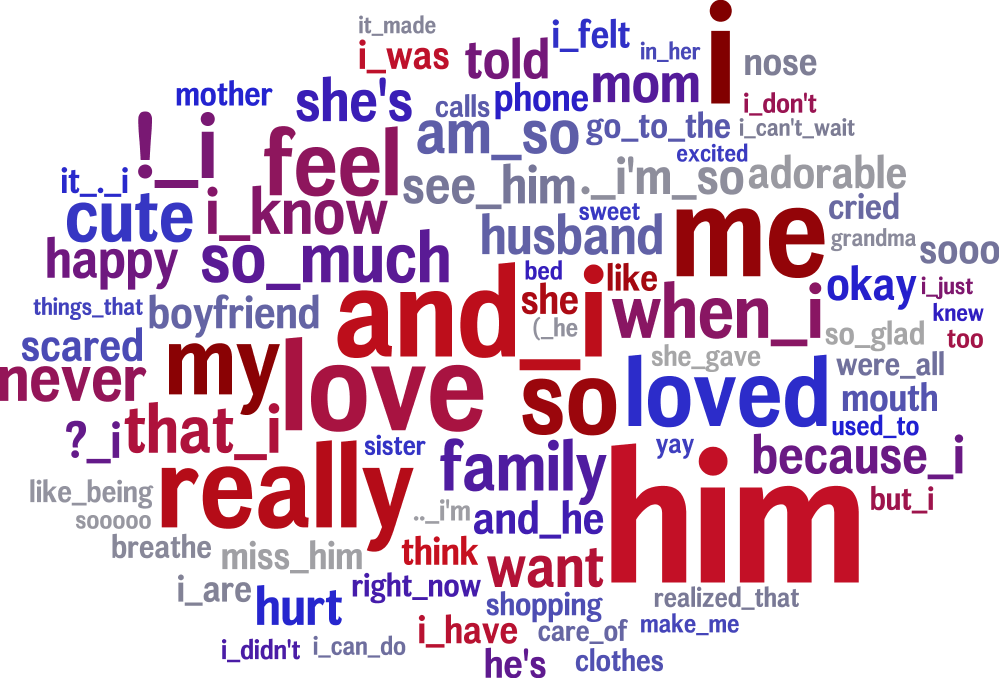 it_made
i_was
told
i_felt
in_her
i
nose
mother
she's
calls
phone
mom
i_don't
!_i
feel
am_so
go_to_the
i_can't_wait
excited
it_._i
cute
i_know
see_him
._i'm_so
adorable
sweet
cried
happy
so_much
husband
me
grandma
sooo
bed
like
okay
i_just
things_that
boyfriend
and_i
she
(_he
when_i
knew
so_glad
too
scared
my
she_gave
were_all
never
love
so
loved
mouth
used_to
?_i
that_i
sister
yay
family
because_i
really
him
like_being
sooooo
.._i'm
and_he
but_i
breathe
miss_him
think
want
i_are
right_now
hurt
shopping
realized_that
i_have
care_of
make_me
i_didn't
i_can_do
he's
clothes